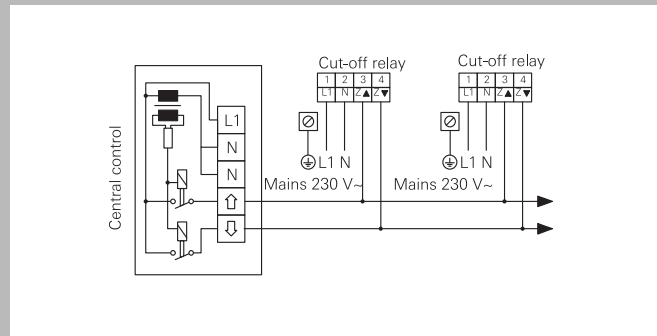 Cut-off relay
1 2 3 4
L1 N Z▲ Z▼
L1 N
Mains 230 V~
Cut-off relay
1 2 3 4
L1 N Z▲ Z▼
L1 N
Mains 230 V~
Central control
L1
N
N
⇧
⇩